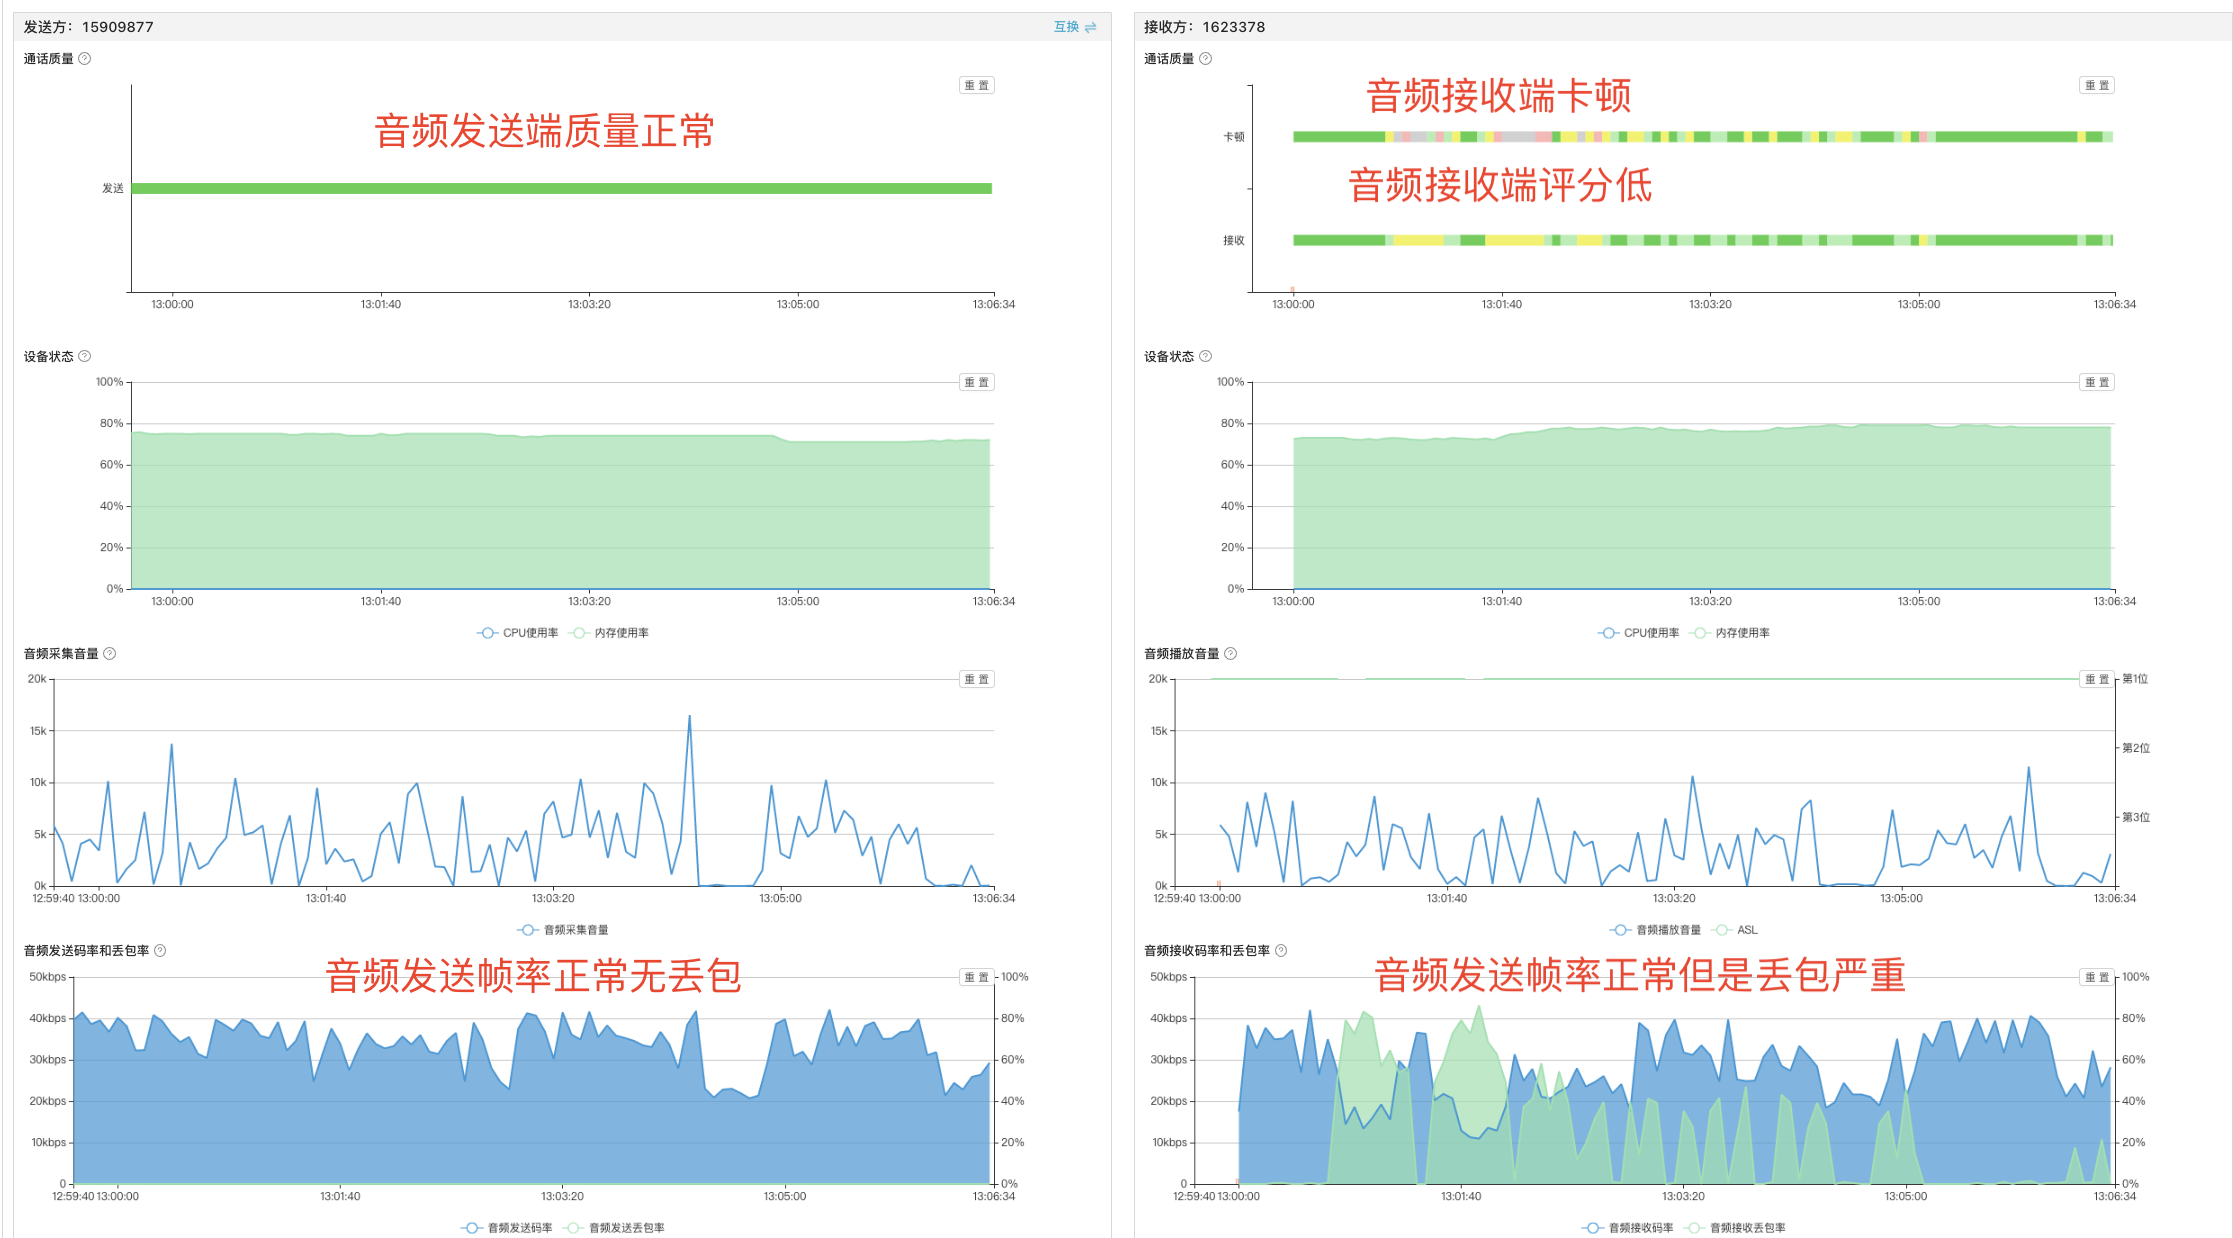 发送方：15909877
互换
通话质量
重 置
音频发送端质量正常
发送
13:00:00
13:01:40
13:03:20
13:05:00
13:06:34
设备状态
重 置
100%
80%
60%
40%
20%
0%
13:00:00
13:01:40
13:03:20
13:05:00
13:06:34
CPU使用率
内存使用率
音频采集音量
重 置
20k
15k
10k
5k
0k
12:59:40
13:00:00
13:01:40
13:03:20
13:05:00
13:06:34
音频采集音量
音频发送码率和丢包率
音频发送帧率正常无丢包
重 置
50kbps
40kbps
30kbps
20kbps
10kbps
0
100%
80%
60%
40%
20%
0%
12:59:40
13:00:00
13:01:40
13:03:20
13:05:00
13:06:34
音频发送码率
音频发送丢包率
接收方：1623378
通话质量
重 置
音频接收端卡顿
卡顿
音频接收端评分低
接收
13:00:00
13:01:40
13:03:20
13:05:00
13:06:34
设备状态
重 置
100%
80%
60%
40%
20%
0%
13:00:00
13:01:40
13:03:20
13:05:00
13:06:34
CPU使用率
内存使用率
音频播放音量
重 置
20k
15k
10k
5k
0k
第1位
第2位
第3位
12:59:40
13:00:00
13:01:40
13:03:20
13:05:00
13:06:34
音频播放音量
ASL
音频接收码率和丢包率
音频发送帧率正常但是丢包严重
重 置
50kbps
40kbps
30kbps
20kbps
10kbps
0
100%
80%
60%
40%
20%
0%
12:59:40
13:00:00
13:01:40
13:03:20
13:05:00
13:06:34
音频接收码率
音频接收丢包率